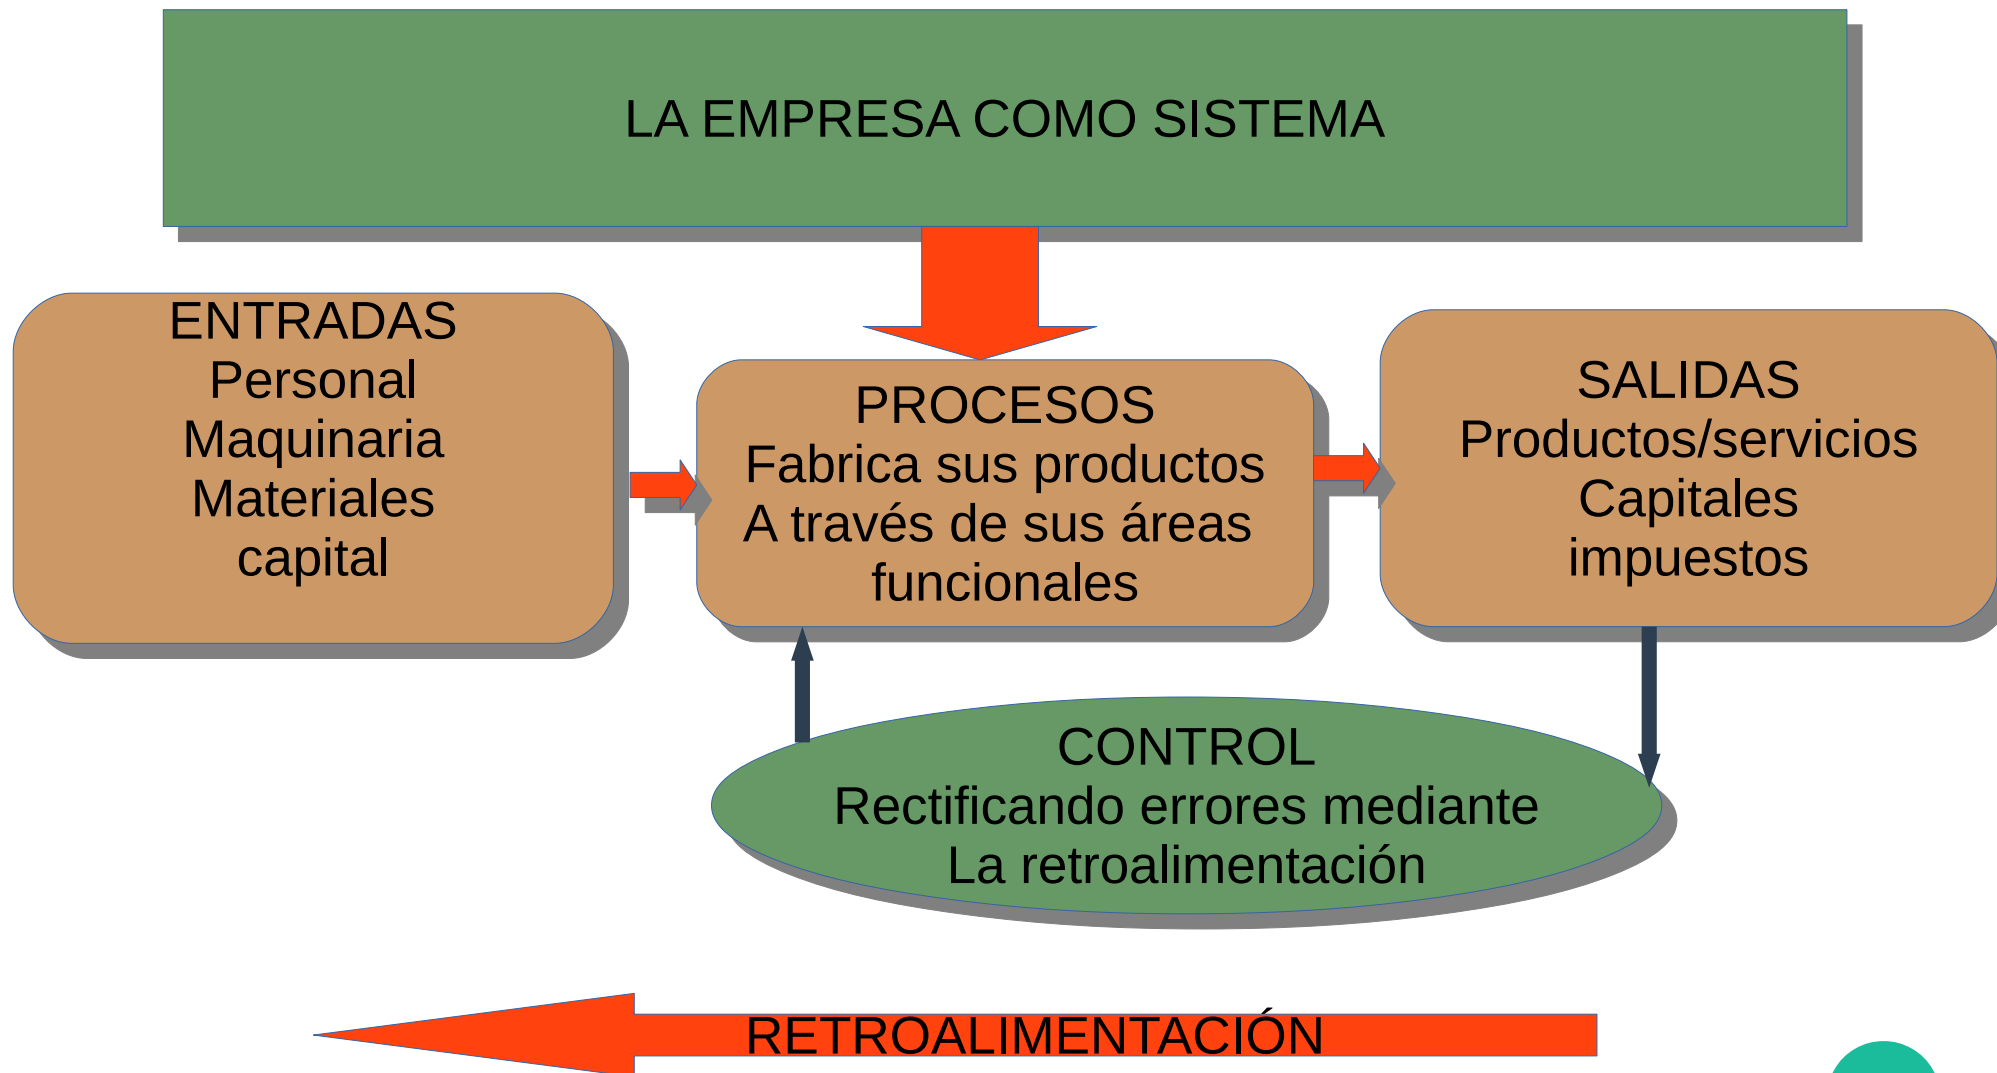 LA EMPRESA COMO SISTEMA
ENTRADAS
Personal
Maquinaria
Materiales
capital
PROCESOS
Fabrica sus productos
A través de sus áreas
funcionales
SALIDAS
Productos/servicios
Capitales
impuestos
CONTROL
Rectificando errores mediante
La retroalimentación
RETROALIMENTACIÓN